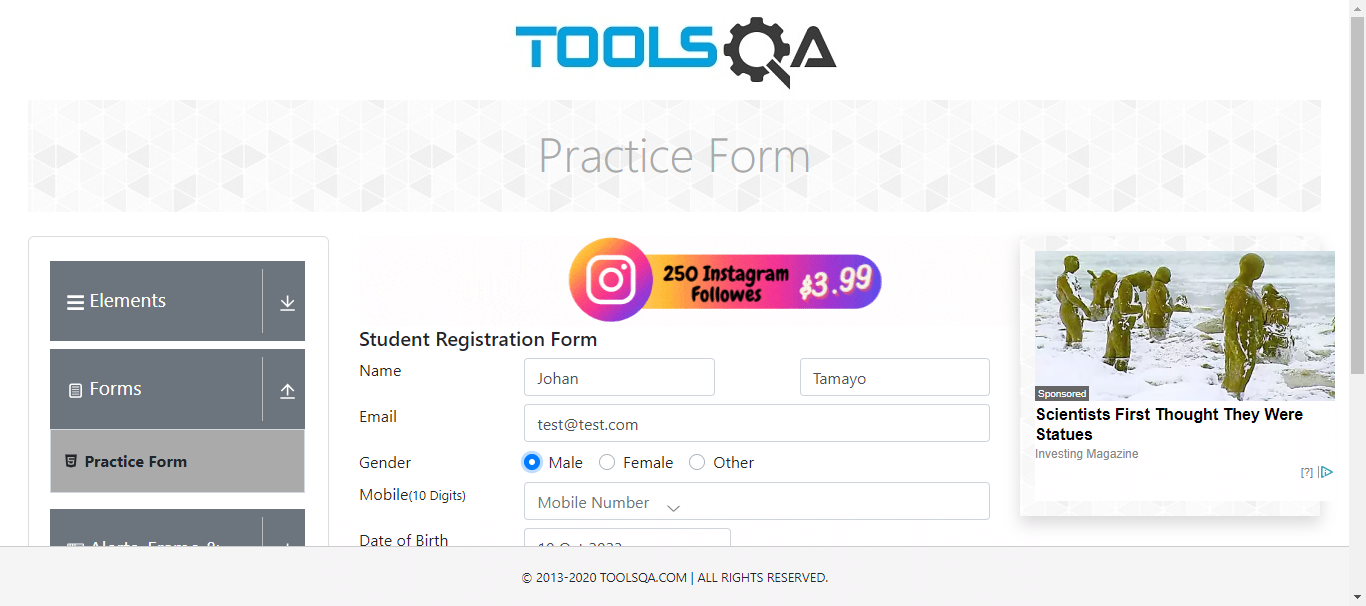 TOOLSQA
Practice Form
Elements
Forms
Practice Form
250 Instagram
Followes
$3.99
Student Registration Form
Name
Johan
Tamayo
Email
test@test.com
Gender
Male
Female
Other
Mobile(10 Digits)
Mobile Number
Date of Birth
Sponsored
Scientists First Thought They Were
Statues
Investing Magazine
[?]
© 2013-2020 TOOLSQA.COM | ALL RIGHTS RESERVED.